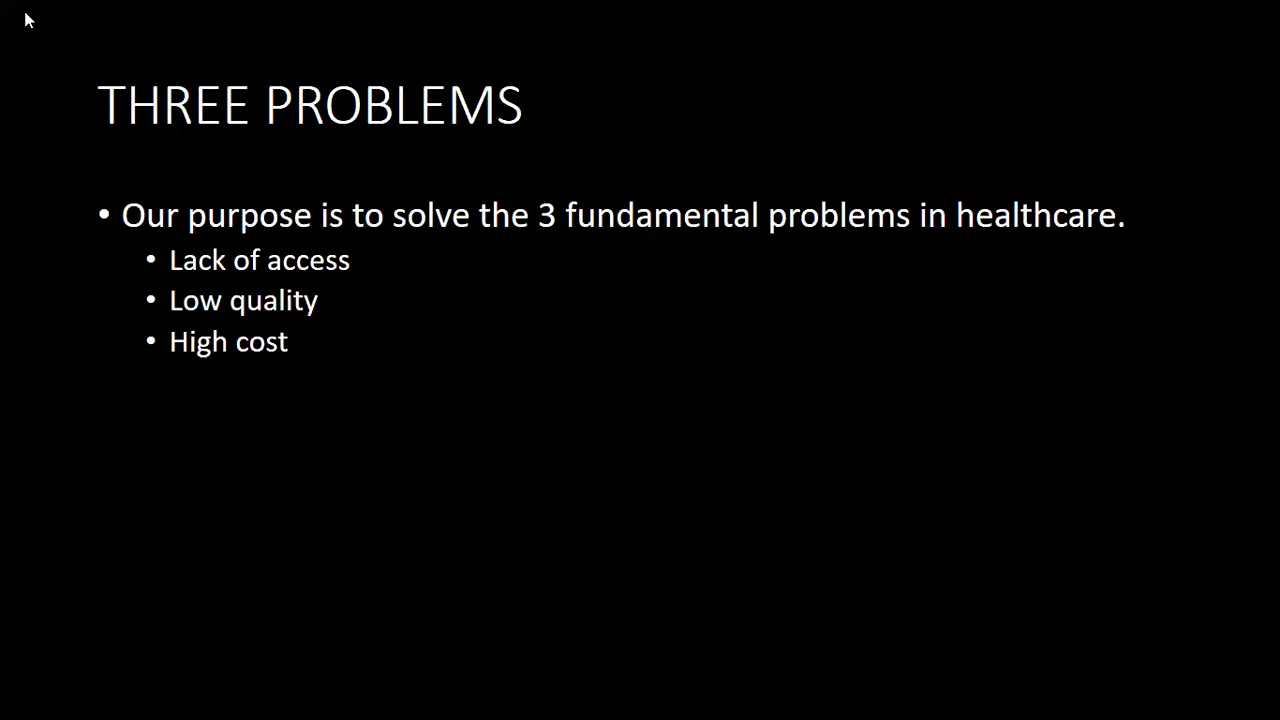 THREE PROBLEMS
• Our purpose is to solve the 3 fundamental problems in healthcare.
• Lack of access
• Low quality
• High cost